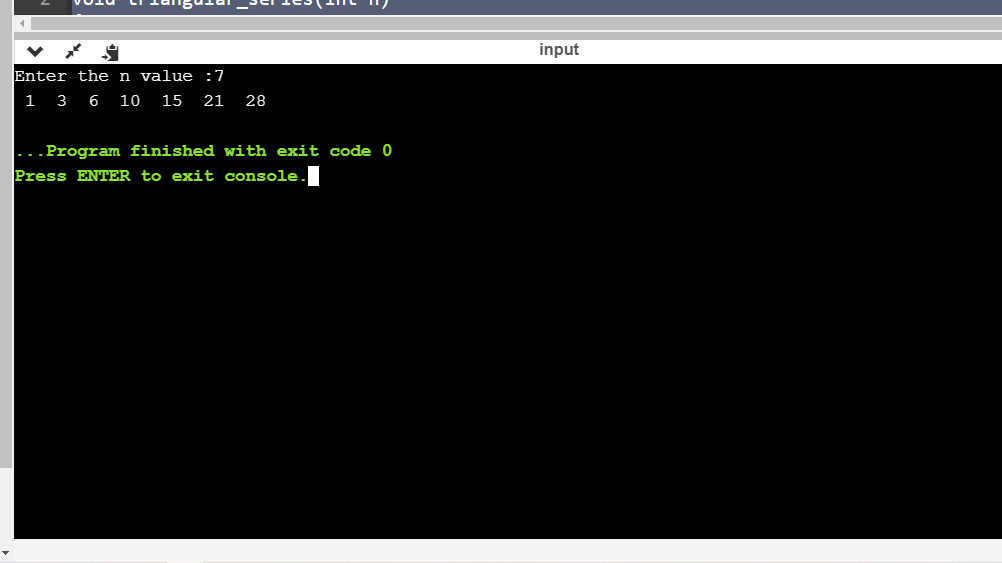 2 void triangular_series(int n)
input
Enter the n value :7
1 3 6 10 15 21 28
...Program finished with exit code 0
Press ENTER to exit console.